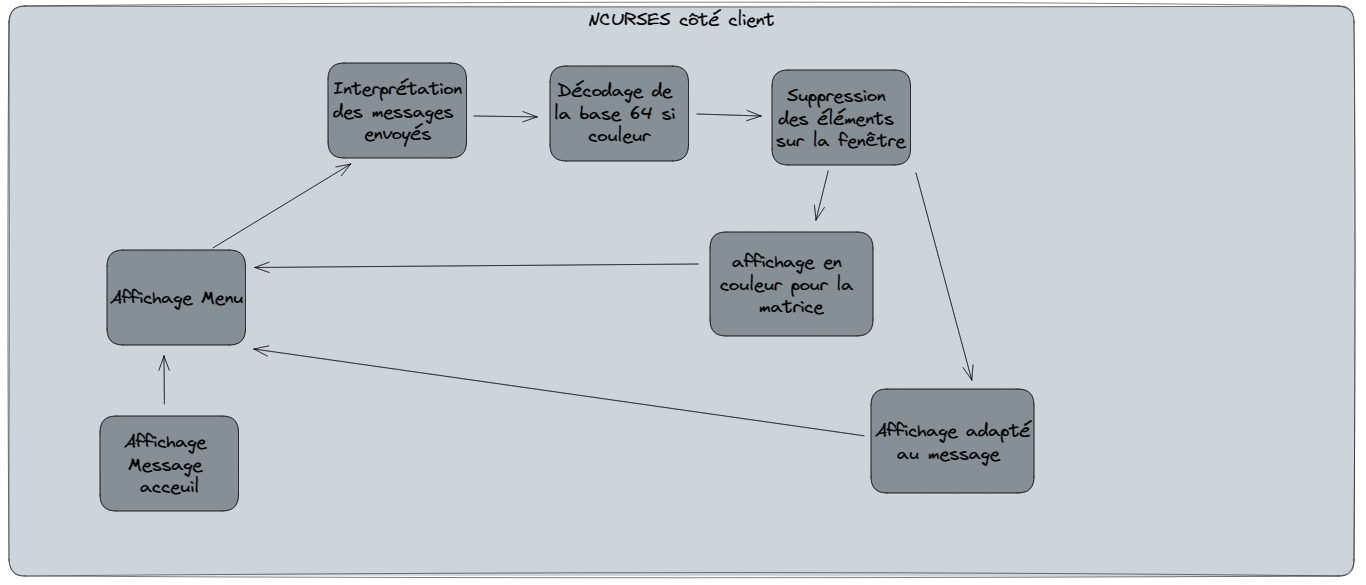 NCURSES côté client
Interprétation
des messages
envoyés
Décodage de
la base 64 si
couleur
Suppression
des éléments
sur la fenêtre
affichage en
couleur pour la
matrice
Affichage Menu
Affichage adapté
au message
Affichage
Message
acceuil